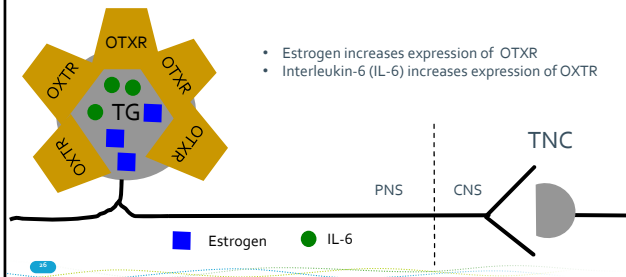 OTXR
• Estrogen increases expression of OTXR
• Interleukin-6 (IL-6) increases expression of OXTR
OXTR
OTXR
TG
OXTR
OTXR
TNC
PNS
CNS
Estrogen
IL-6